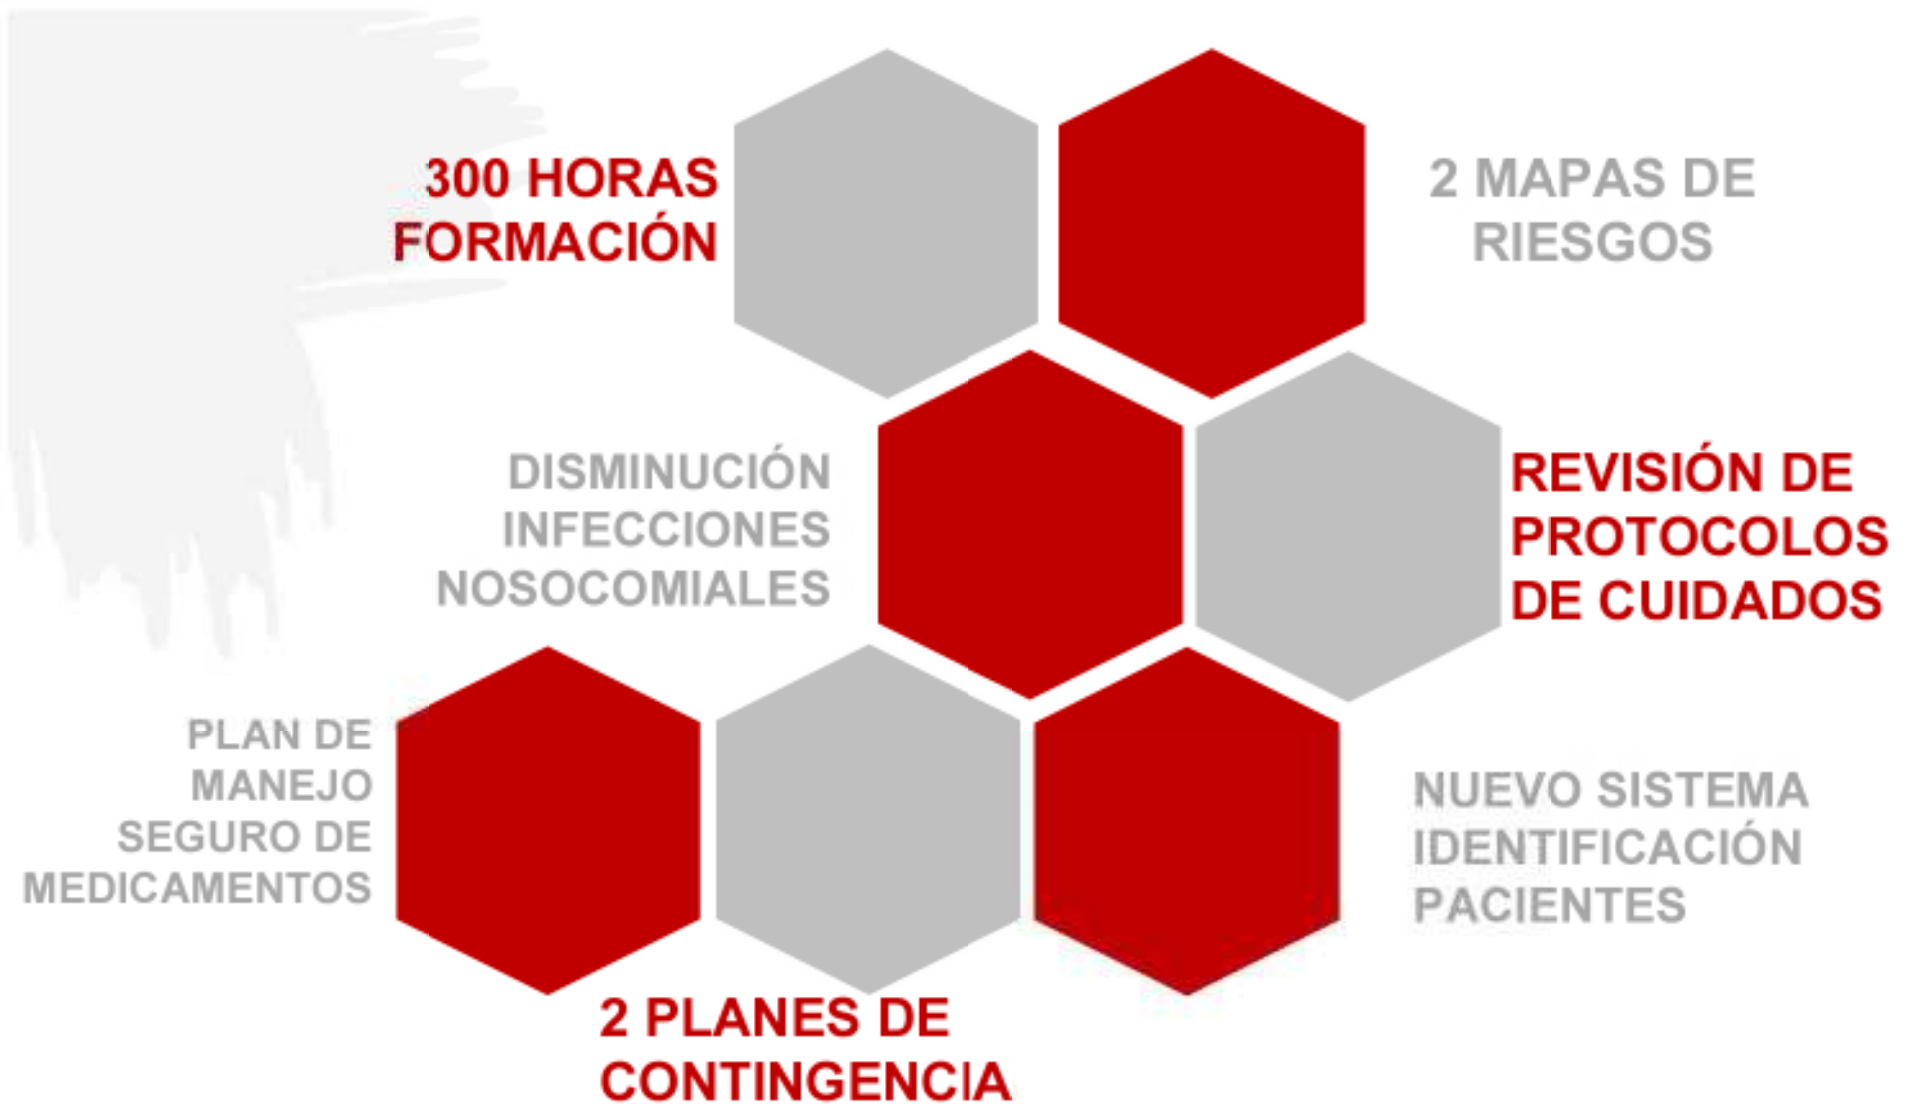 300 HORAS
FORMACIÓN
2 MAPAS DE
RIESGOS
DISMINUCIÓN
INFECCIONES
NOSOCOMIALES
REVISIÓN DE
PROTOCOLOS
DE CUIDADOS
PLAN DE
MANEJO
SEGURO DE
MEDICAMENTOS
NUEVO SISTEMA
IDENTIFICACIÓN
PACIENTES
2 PLANES DE
CONTINGENCIA